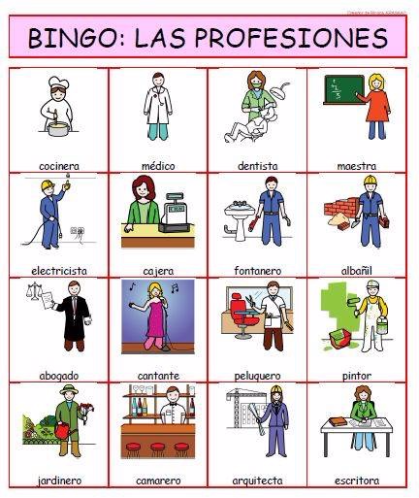 BINGO: LAS PROFESIONES
cocinera médico dentista maestra
electricista cajera fontanero albañil
abogado cantante peluquero pintor
jardinero camarero arquitecta escritora